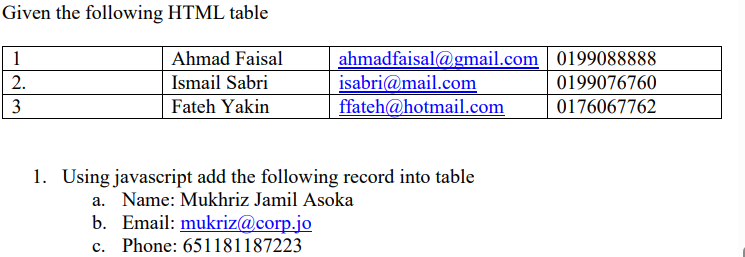 Given the following HTML table
1 Ahmad Faisal ahmadfaisal@gmail.com 0199088888
2. Ismail Sabri isabri@mail.com 0199076760
3 Fateh Yakin ffateh@hotmail.com 0176067762
1. Using javascript add the following record into table
a. Name: Mukhriz Jamil Asoka
b. Email: mukriz@corp.jo
c. Phone: 651181187223